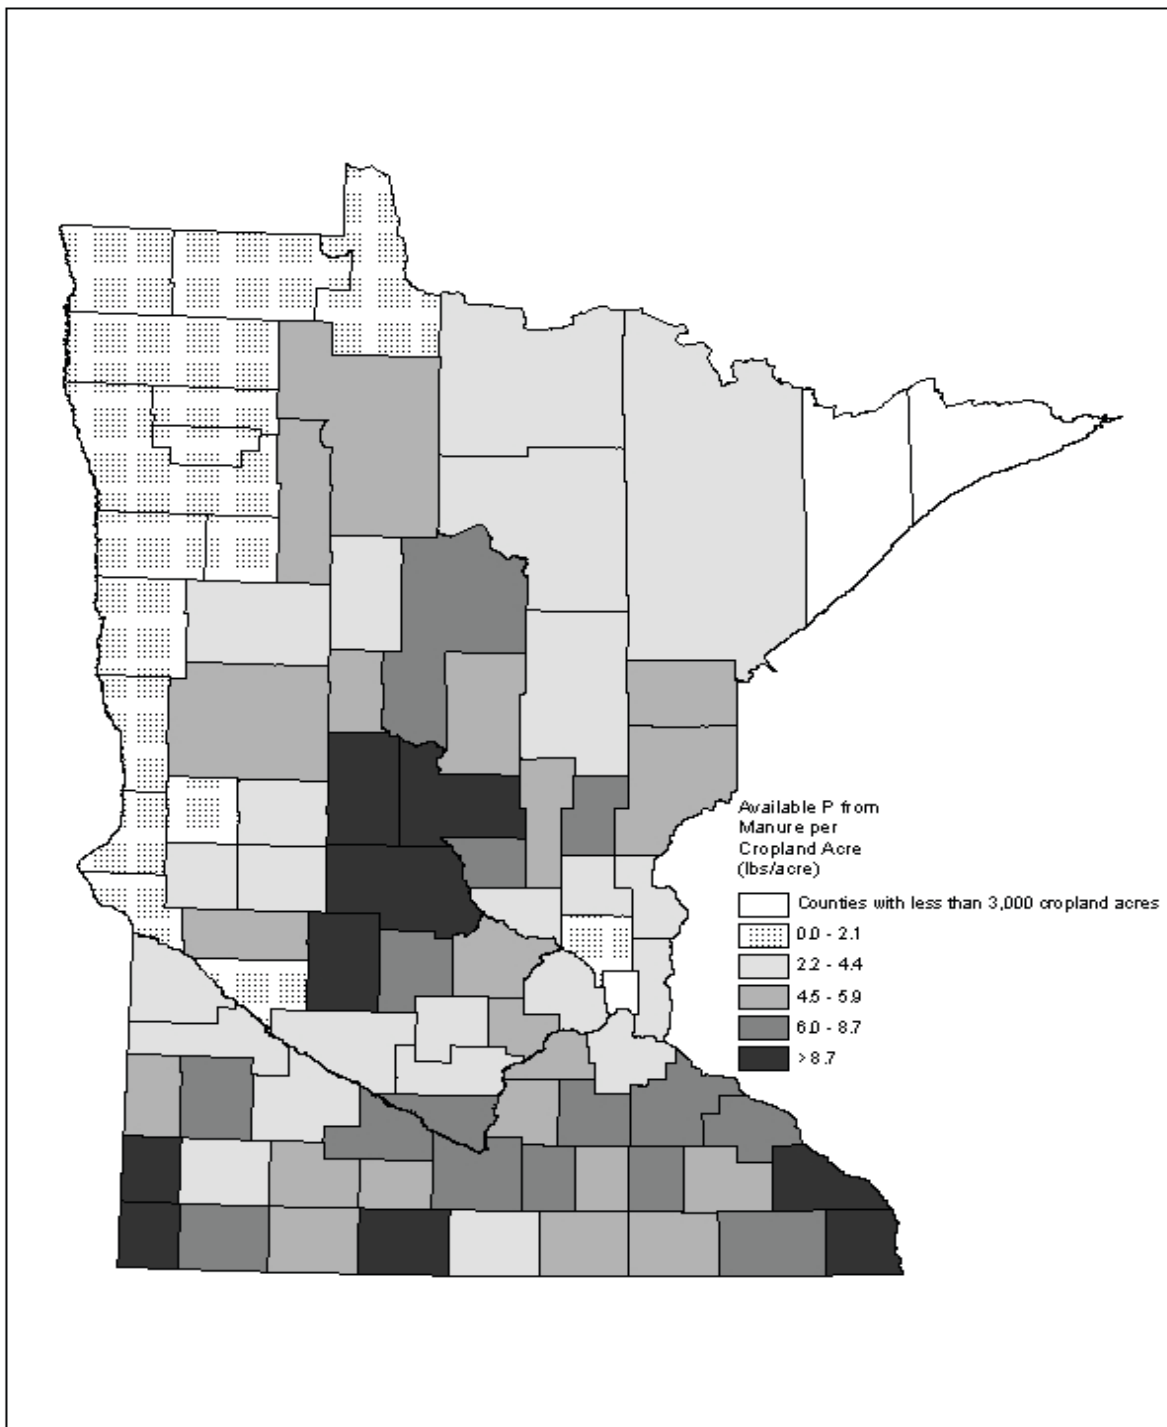 Available P from
Manure per
Cropland Acre
(lbs/acre)
Counties with less than 3,000 cropland acres
0.0 - 2.1
2.2 - 4.4
4.5 - 5.9
6.0 - 8.7
> 8.7